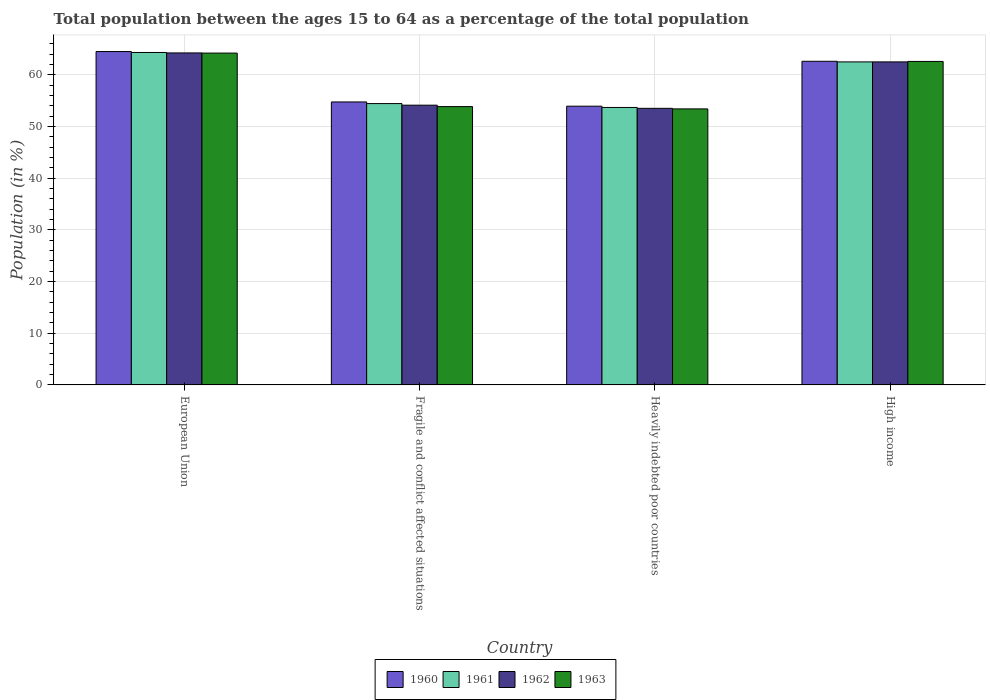 Total population between the ages 15 to 64 as a percentage of the total population
Population (in %)
60
50
40
30
20
10
0
European Union
Fragile and conflict affected situations
Heavily indebted poor countries
High income
Country
1960
1961
1962
1963